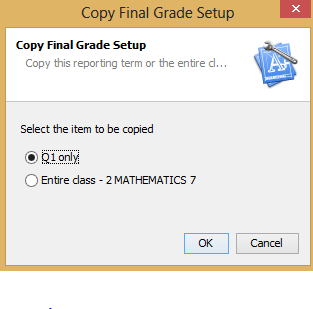 Copy Final Grade Setup
Copy Final Grade Setup
Copy this reporting term or the entire cl...
Select the item to be copied
Q1 only
Entire class - 2 MATHEMATICS 7
OK Cancel